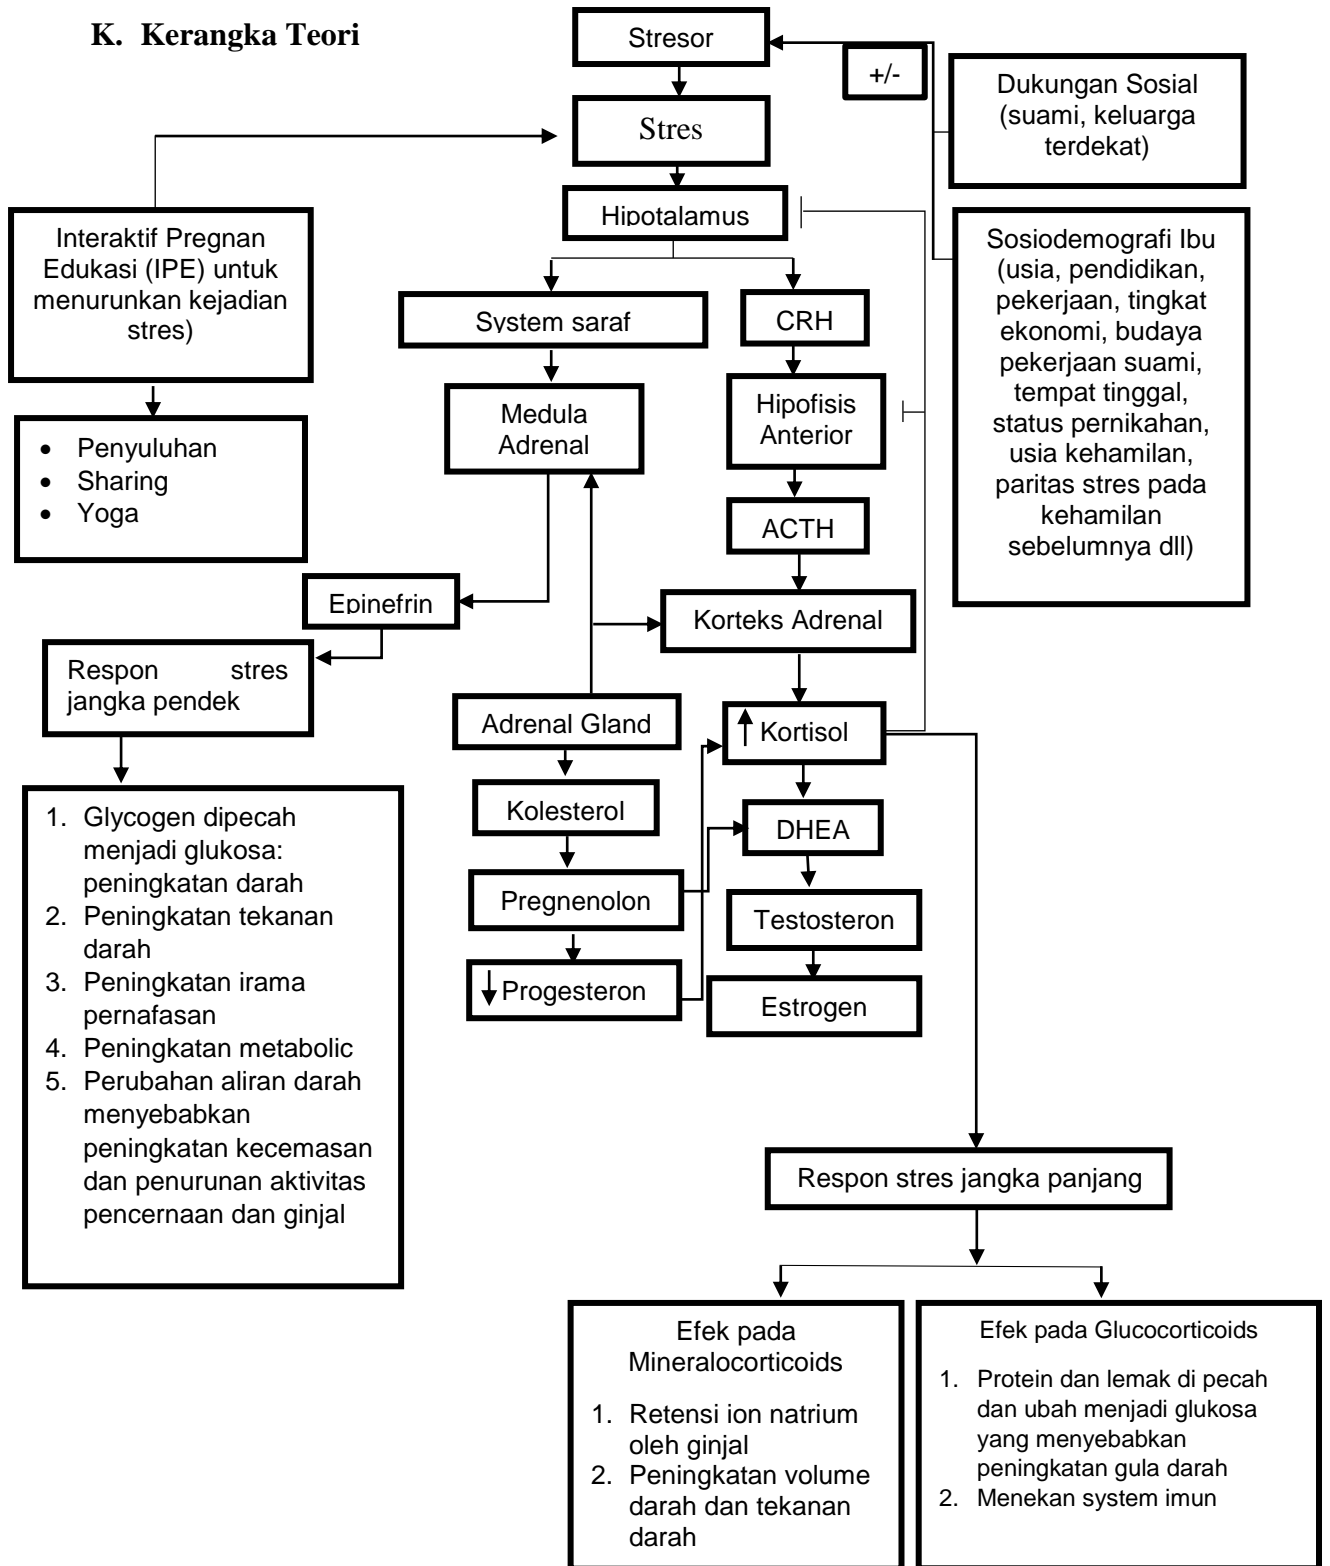 K. Kerangka Teori
Stresor
+/-
Dukungan Sosial
(suami, keluarga
terdekat)
Stres
Hipotalamus
Interaktif Pregnan
Edukasi (IPE) untuk
menurunkan kejadian
stres)
Sosiodemografi Ibu
(usia, pendidikan,
pekerjaan, tingkat
ekonomi, budaya
pekerjaan suami,
tempat tinggal,
status pernikahan,
usia kehamilan,
paritas stres pada
kehamilan
sebelumnya dll)
System saraf
CRH
Medula
Adrenal
Hipofisis
Anterior
• Penyuluhan
• Sharing
• Yoga
ACTH
Epinefrin
Korteks Adrenal
Respon stres
jangka pendek
Adrenal Gland
Kortisol
Kolesterol
DHEA
Pregnenolon
Testosteron
Progesteron
Estrogen
1. Glycogen dipecah
menjadi glukosa:
peningkatan darah
2. Peningkatan tekanan
darah
3. Peningkatan irama
pernafasan
4. Peningkatan metabolic
5. Perubahan aliran darah
menyebabkan
peningkatan kecemasan
dan penurunan aktivitas
pencernaan dan ginjal
Respon stres jangka panjang
Efek pada
Mineralocorticoids
1. Retensi ion natrium
oleh ginjal
2. Peningkatan volume
darah dan tekanan
darah
Efek pada Glucocorticoids
1. Protein dan lemak di pecah
dan ubah menjadi glukosa
yang menyebabkan
peningkatan gula darah
2. Menekan system imun